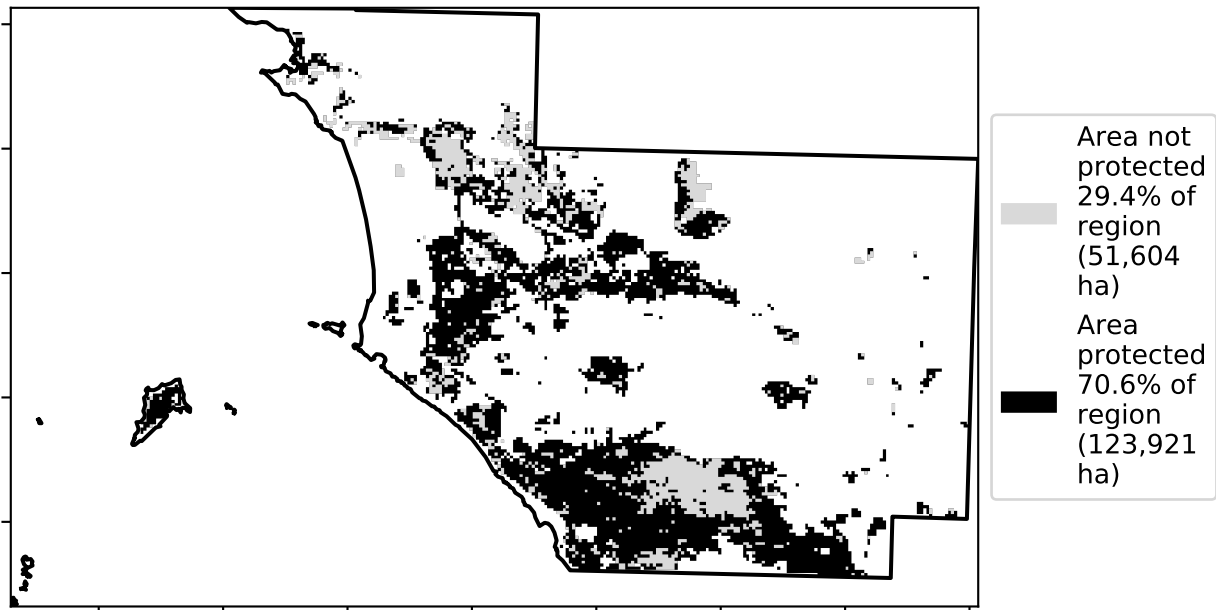 Area not
protected
29.4% of
region
(51,604
ha)
Area
protected
70.6% of
region
(123,921
ha)